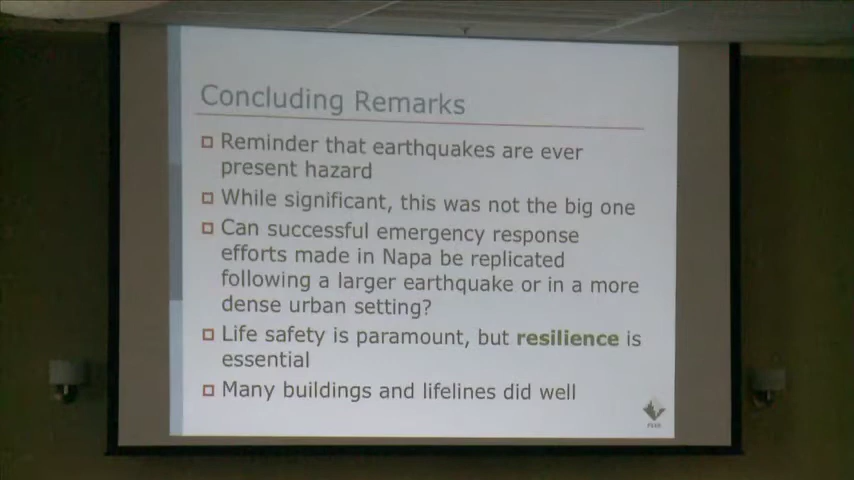 Concluding Remarks
Reminder that earthquakes are ever
present hazard
While significant, this was not the big one
Can successful emergency response
efforts made in Napa be replicated
following a larger earthquake or in a more
dense urban setting?
Life safety is paramount, but resilience is
essential
Many buildings and lifelines did well